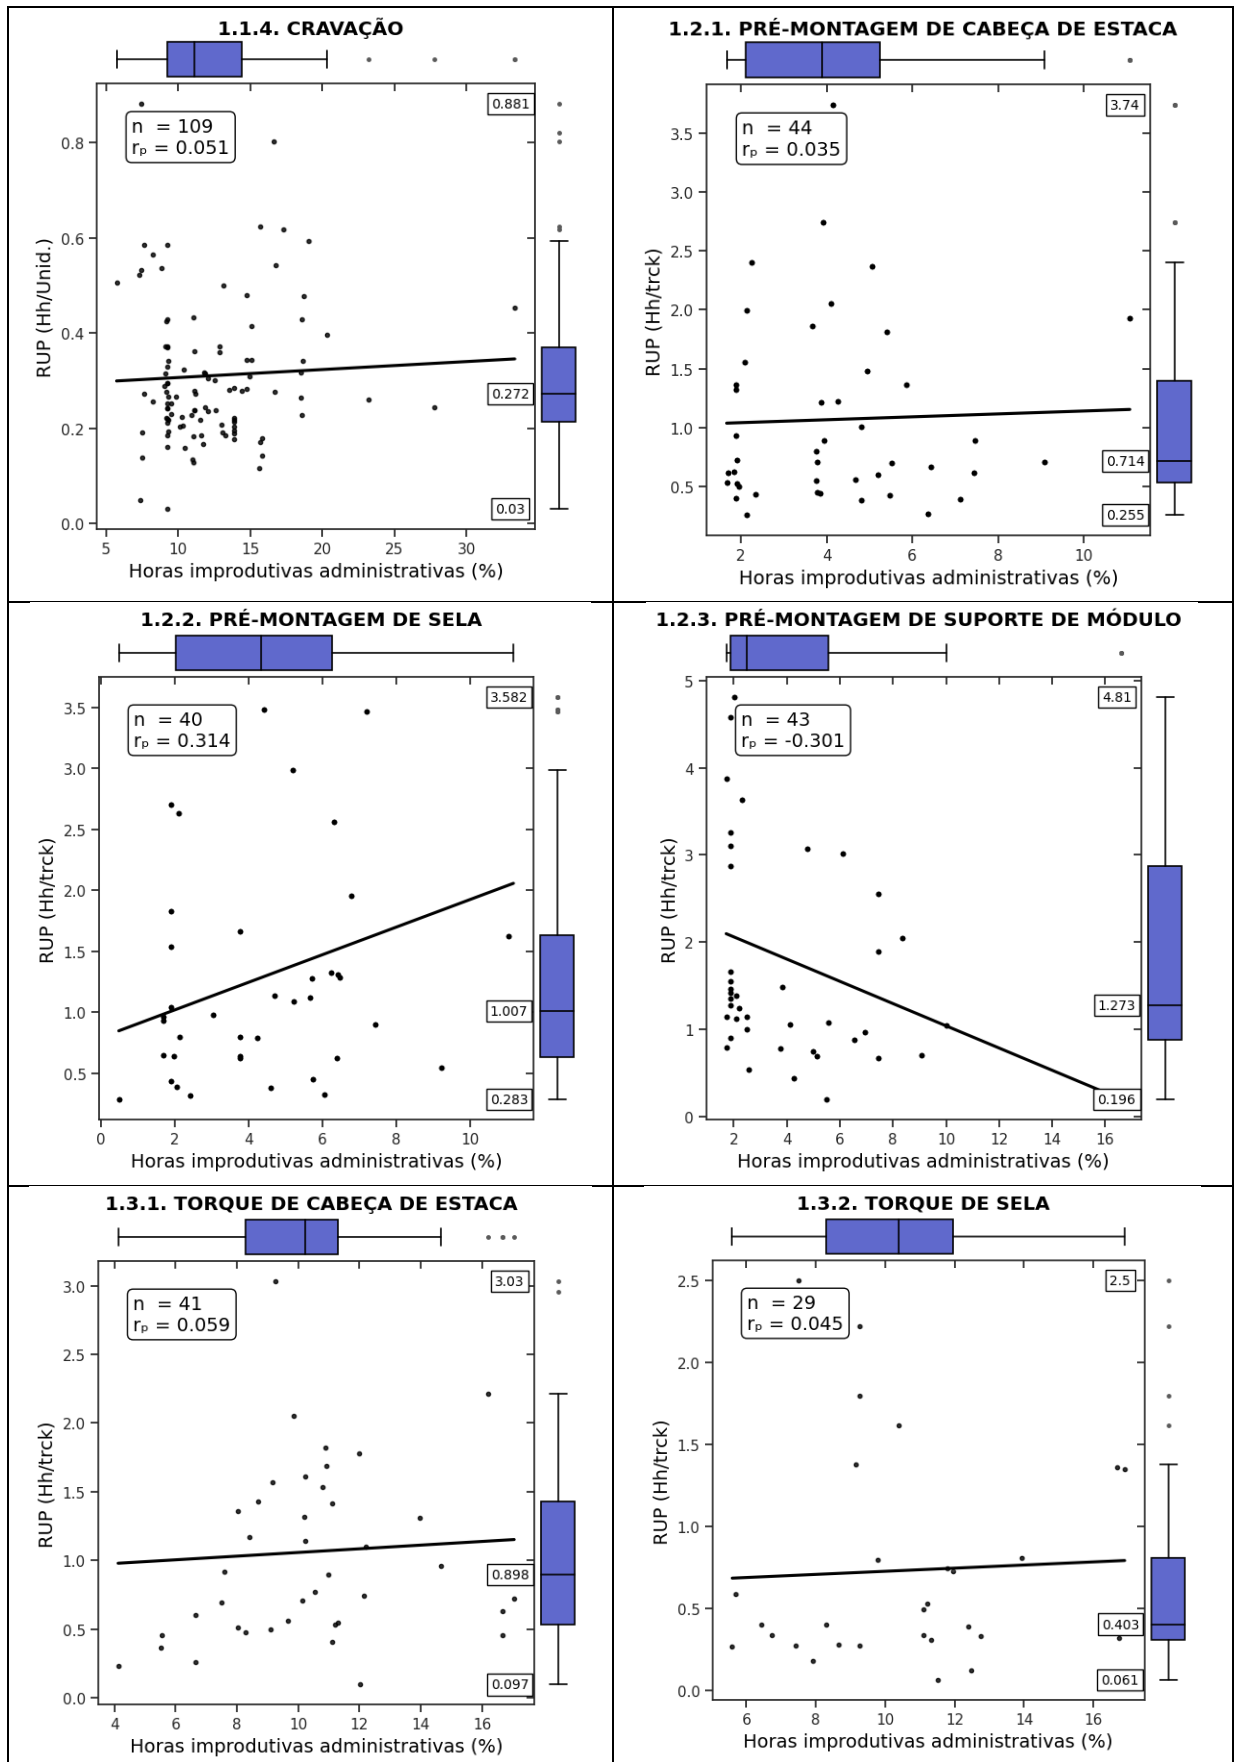 1.1.4. CRAVAÇÃO
0.881
n = 109
rₚ = 0.051
0.8
0.6
0.4
0.272
0.2
0.03
0.0
RUP (Hh/Unid.)
5 10 15 20 25 30
Horas improdutivas administrativas (%)
1.2.1. PRÉ-MONTAGEM DE CABEÇA DE ESTACA
3.74
n = 44
rₚ = 0.035
3.5
3.0
2.5
2.0
1.5
1.0
0.714
0.5
0.255
RUP (Hh/trck)
2 4 6 8 10
Horas improdutivas administrativas (%)
1.2.2. PRÉ-MONTAGEM DE SELA
3.582
n = 40
rₚ = 0.314
3.5
3.0
2.5
2.0
1.5
1.0
1.007
0.5
0.283
RUP (Hh/trck)
0 2 4 6 8 10
Horas improdutivas administrativas (%)
1.2.3. PRÉ-MONTAGEM DE SUPORTE DE MÓDULO
5
4.81
n = 43
rₚ = -0.301
4
3
2
1.273
1
0.196
0
RUP (Hh/trck)
2 4 6 8 10 12 14 16
Horas improdutivas administrativas (%)
1.3.1. TORQUE DE CABEÇA DE ESTACA
3.03
n = 41
rₚ = 0.059
3.0
2.5
2.0
1.5
1.0
0.898
0.5
0.097
0.0
RUP (Hh/trck)
4 6 8 10 12 14 16
Horas improdutivas administrativas (%)
1.3.2. TORQUE DE SELA
2.5
2.5
n = 29
rₚ = 0.045
2.0
1.5
1.0
0.5
0.403
0.061
0.0
RUP (Hh/trck)
6 8 10 12 14 16
Horas improdutivas administrativas (%)